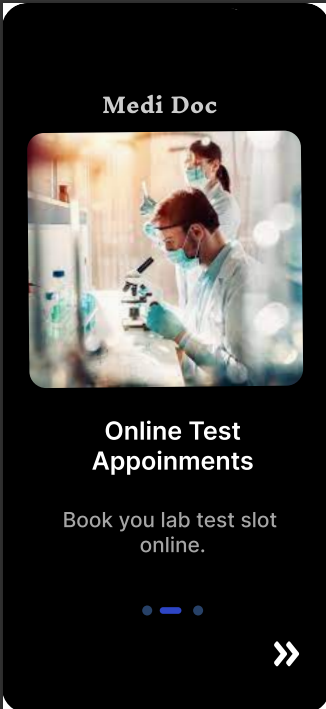 Medi Doc
Online Test
Appoinments
Book you lab test slot
online.